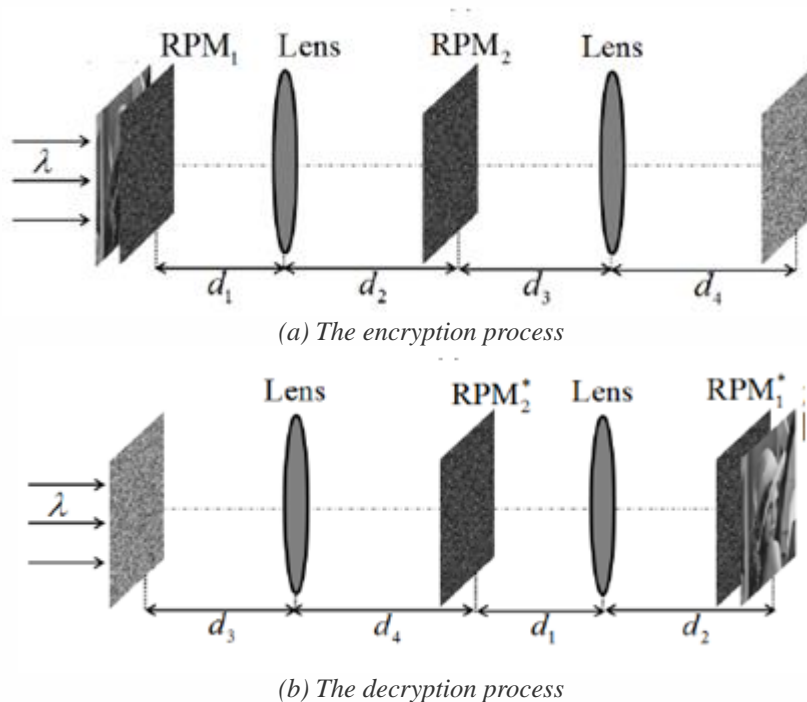 RPM₁ Lens RPM₂ Lens
λ
d₁ d₂ d₃ d₄
(a) The encryption process
Lens RPM₂* Lens RPM₁*
λ
d₃ d₄ d₁ d₂
(b) The decryption process